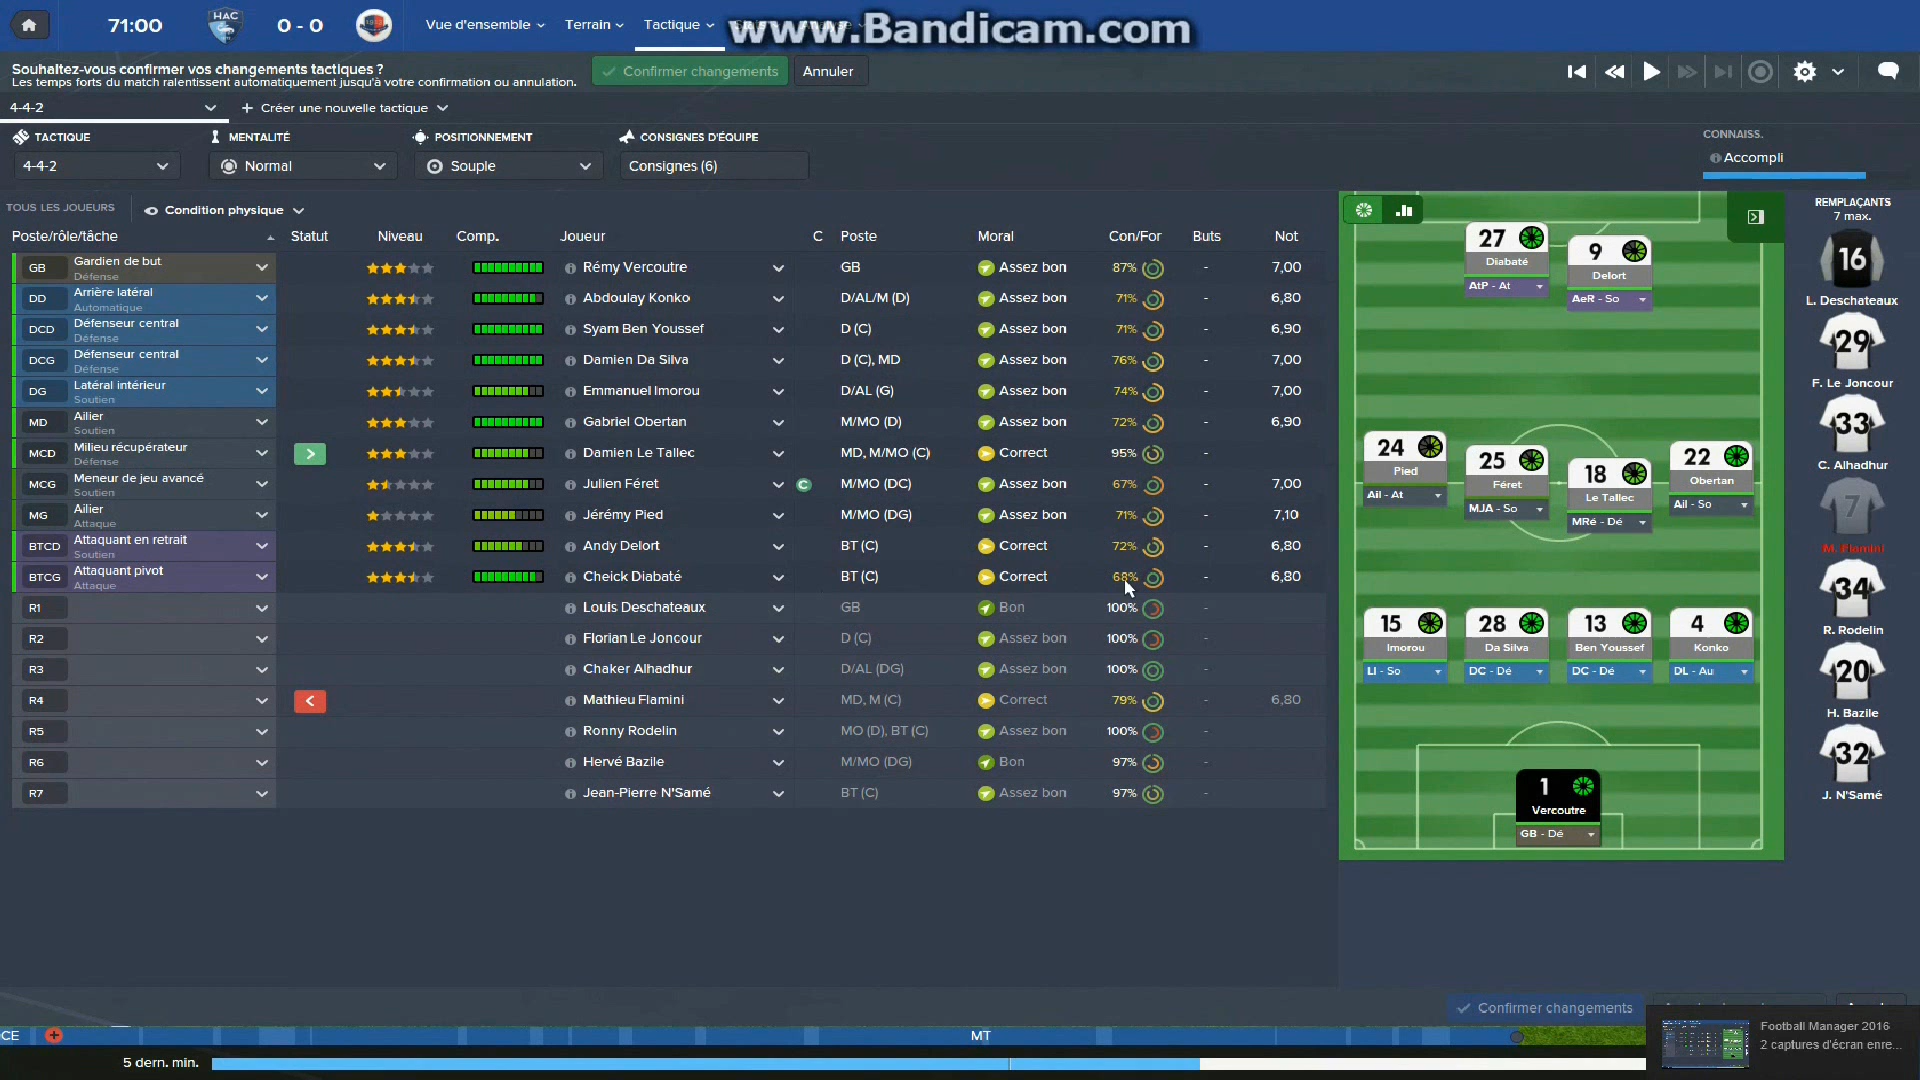 71:00
HAC
0 - 0
Vue d'ensemble
Terrain
Tactique
www.Bandicam.com
Souhaitez-vous confirmer vos changements tactiques ?
Les temps forts du match ralentissent automatiquement jusqu'à votre confirmation ou annulation.
Confirmer changements
Annuler
4-4-2
+ Créer une nouvelle tactique
TACTIQUE
MENTALITÉ
POSITIONNEMENT
CONSIGNES D'ÉQUIPE
4-4-2
Normal
Souple
Consignes (6)
CONNAISS.
Accompli
TOUS LES JOUEURS
Condition physique
Poste/rôle/tâche Statut Niveau Comp. Joueur C Poste Moral Con/For Buts Not
GB Gardien de but Défense Rémy Vercoutre GB Assez bon 87% - 7,00
DD Arrière latéral Automatique Abdoulay Konko D/AL/M (D) Assez bon 71% - 6,80
DCD Défenseur central Défense Syam Ben Youssef D (C) Assez bon 71% - 6,90
DCG Défenseur central Défense Damien Da Silva D (C), MD Assez bon 76% - 7,00
DG Latéral intérieur Soutien Emmanuel Imorou D/AL (G) Assez bon 74% - 7,00
MD Ailier Soutien Gabriel Obertan M/MO (D) Assez bon 72% - 6,90
MCD Milieu récupérateur Défense Damien Le Tallec MD, M/MO (C) Correct 95% -
MCG Meneur de jeu avancé Soutien Julien Féret C M/MO (DC) Assez bon 67% - 7,00
MG Ailier Attaque Jérémy Pied M/MO (DG) Assez bon 71% - 7,10
BTCD Attaquant en retrait Soutien Andy Delort BT (C) Correct 72% - 6,80
BTCG Attaquant pivot Attaque Cheick Diabaté BT (C) Correct 68% - 6,80
R1 Louis Deschateaux GB Bon 100% -
R2 Florian Le Joncour D (C) Assez bon 100% -
R3 Chaker Alhadhur D/AL (DG) Assez bon 100% -
R4 Mathieu Flamini MD, M (C) Correct 79% - 6,80
R5 Ronny Rodelin MO (D), BT (C) Assez bon 100% -
R6 Hervé Bazile M/MO (DG) Bon 97% -
R7 Jean-Pierre N'Samé BT (C) Assez bon 97% -
27 Diabaté AtP - At
9 Delort AeR - So
24 Pied Ail - At
25 Féret MJA - So
18 Le Tallec MRé - Dé
22 Obertan Ail - So
15 Imorou LI - So
28 Da Silva DC - Dé
13 Ben Youssef DC - Dé
4 Konko DL - Au
1 Vercoutre GB - Dé
REMPLAÇANTS
7 max.
16
L. Deschateaux
29
F. Le Joncour
33
C. Alhadhur
7
M. Flamini
34
R. Rodelin
20
H. Bazile
32
J. N'Samé
Confirmer changements
CE
MT
5 dern. min.
Football Manager 2016
2 captures d'écran enre...